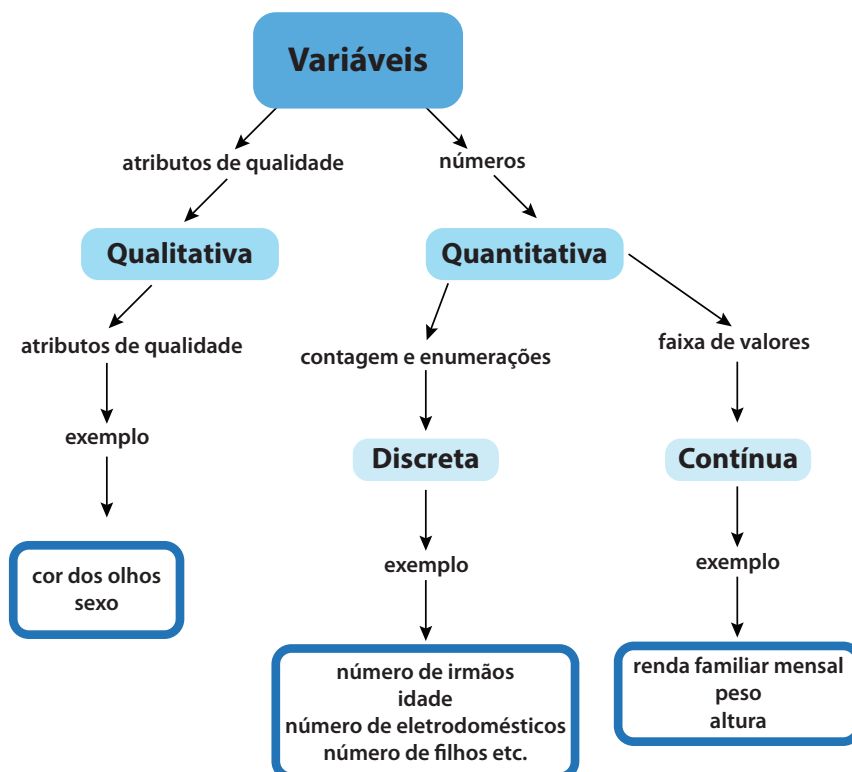 Variáveis
atributos de qualidade
números
Qualitativa
Quantitativa
atributos de qualidade
contagem e enumerações
faixa de valores
exemplo
Discreta
Contínua
cor dos olhos
sexo
exemplo
exemplo
número de irmãos
idade
número de eletrodomésticos
número de filhos etc.
renda familiar mensal
peso
altura